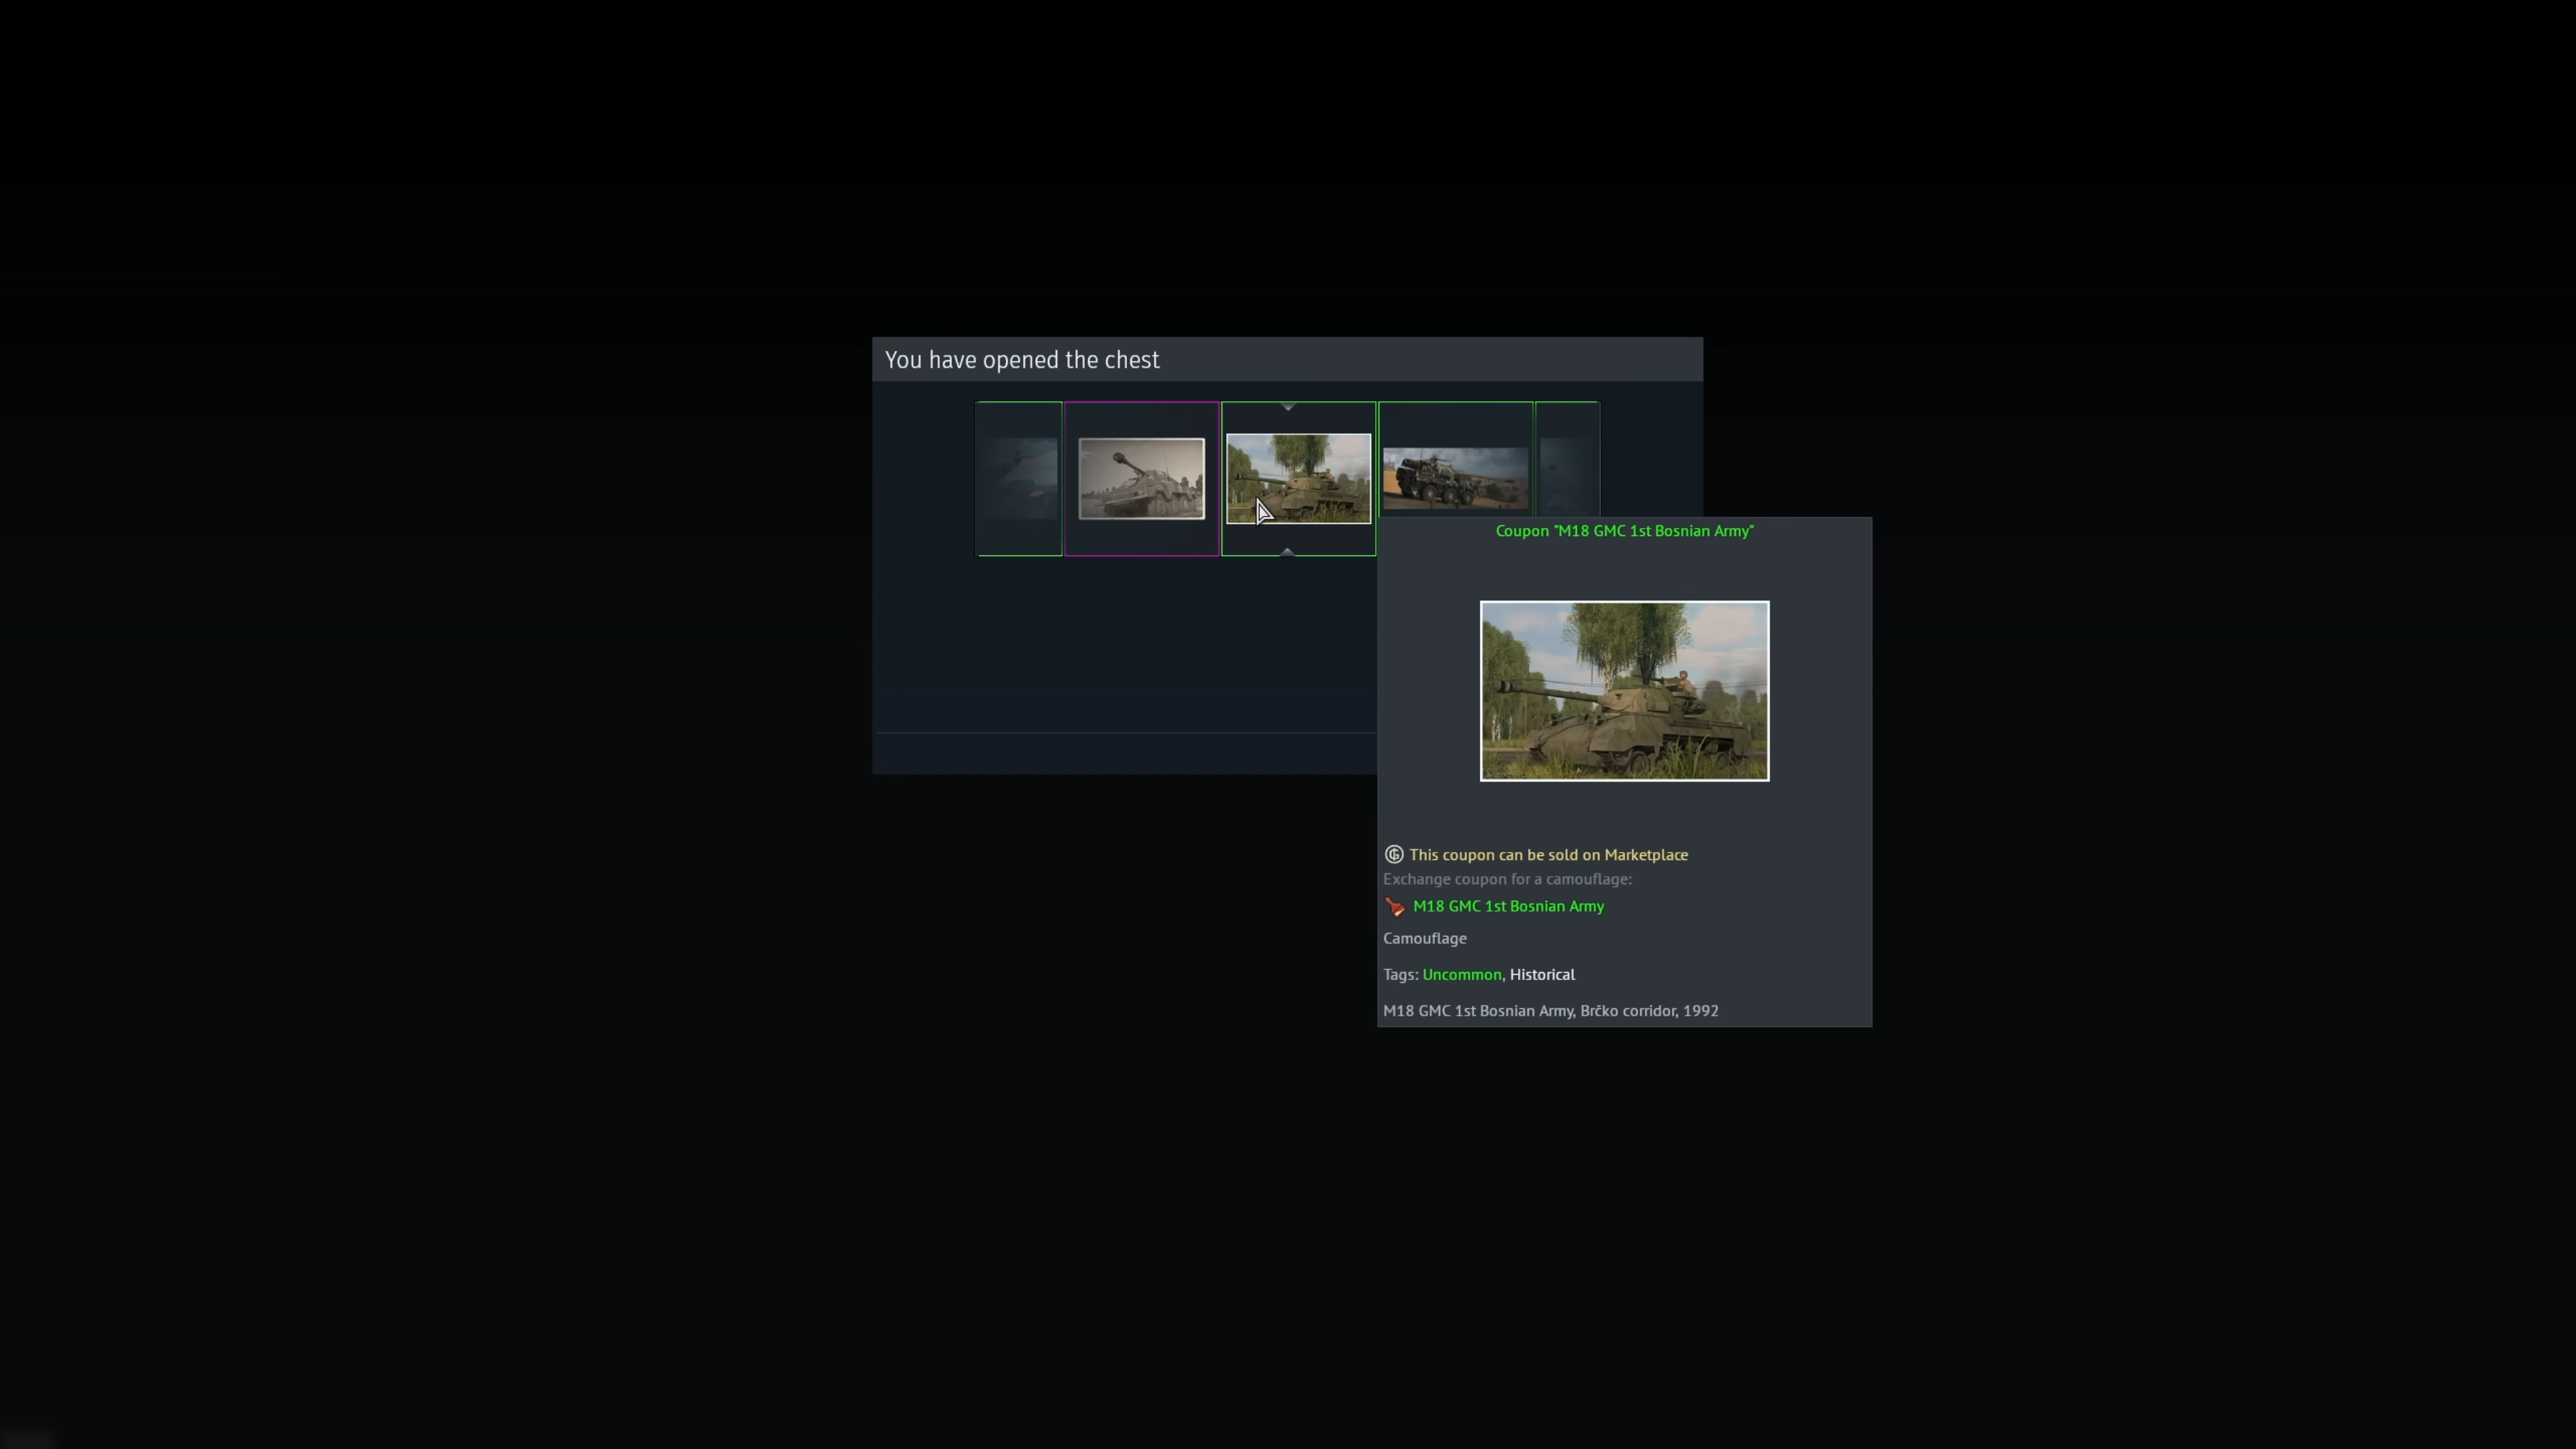 You have opened the chest
Coupon "M18 GMC 1st Bosnian Army"
This coupon can be sold on Marketplace
Exchange coupon for a camouflage:
M18 GMC 1st Bosnian Army
Camouflage
Tags: Uncommon, Historical
M18 GMC 1st Bosnian Army, Brčko corridor, 1992